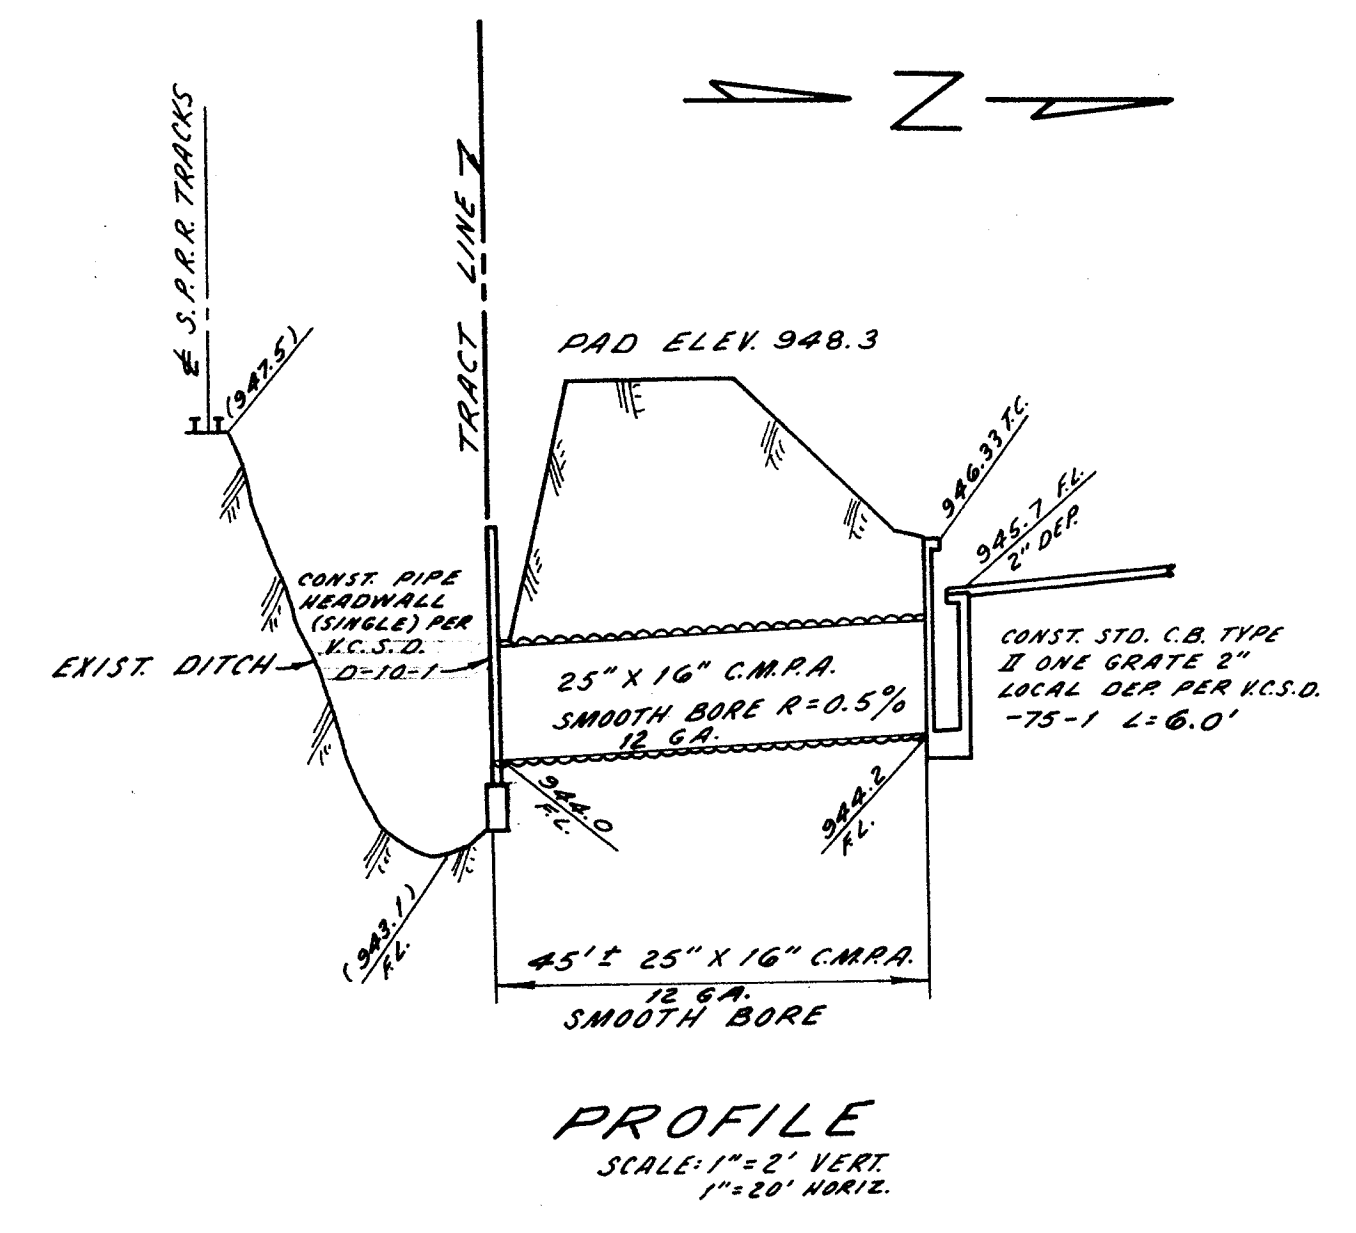 Z
℄ S.P.R.R. TRACKS
TRACT LINE
(947.5)
PAD ELEV. 948.3
946.33 T.C.
945.7 F.L.
2" DEP.
CONST. PIPE
HEADWALL
(SINGLE) PER
V.C.S.D.
D-10-1
EXIST. DITCH
25" X 16" C.M.P.A.
SMOOTH BORE R=0.5%
12 GA.
CONST. STD. C.B. TYPE
II ONE GRATE 2"
LOCAL DEP. PER V.C.S.D.
-75-1 L=6.0'
944.0
F.L.
944.2
F.L.
(943.1)
F.L.
45'± 25" X 16" C.M.P.A.
12 GA.
SMOOTH BORE
PROFILE
SCALE: 1"=2' VERT.
1"=20' HORIZ.